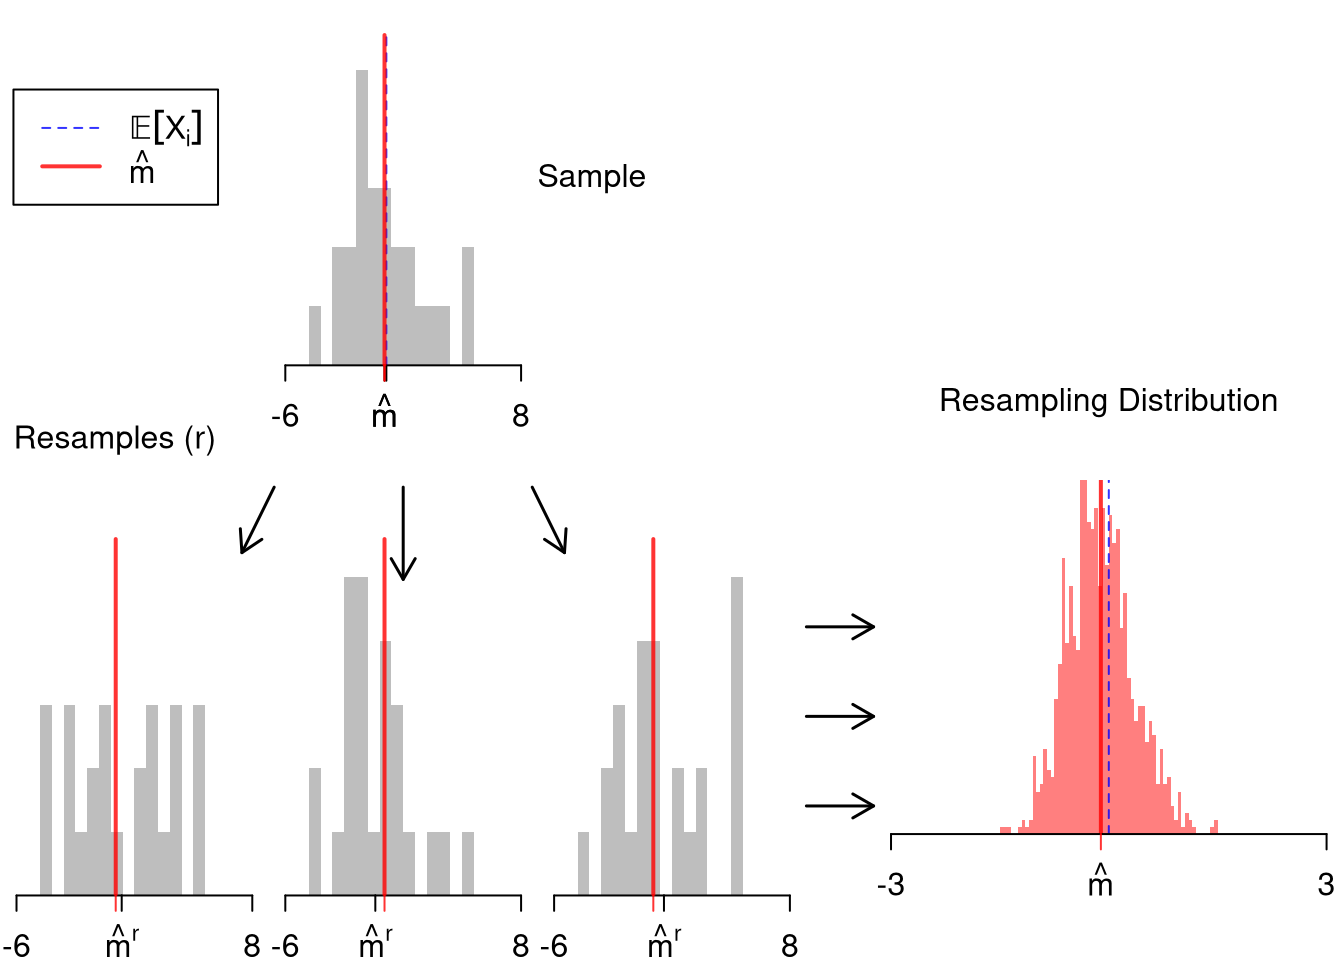 𝔼[Xᵢ]
m̂
Sample
-6 m̂ 8
Resamples (r)
Resampling Distribution
-6 m̂ʳ 8
-6 m̂ʳ 8
-6 m̂ʳ 8
-3 m̂ 3